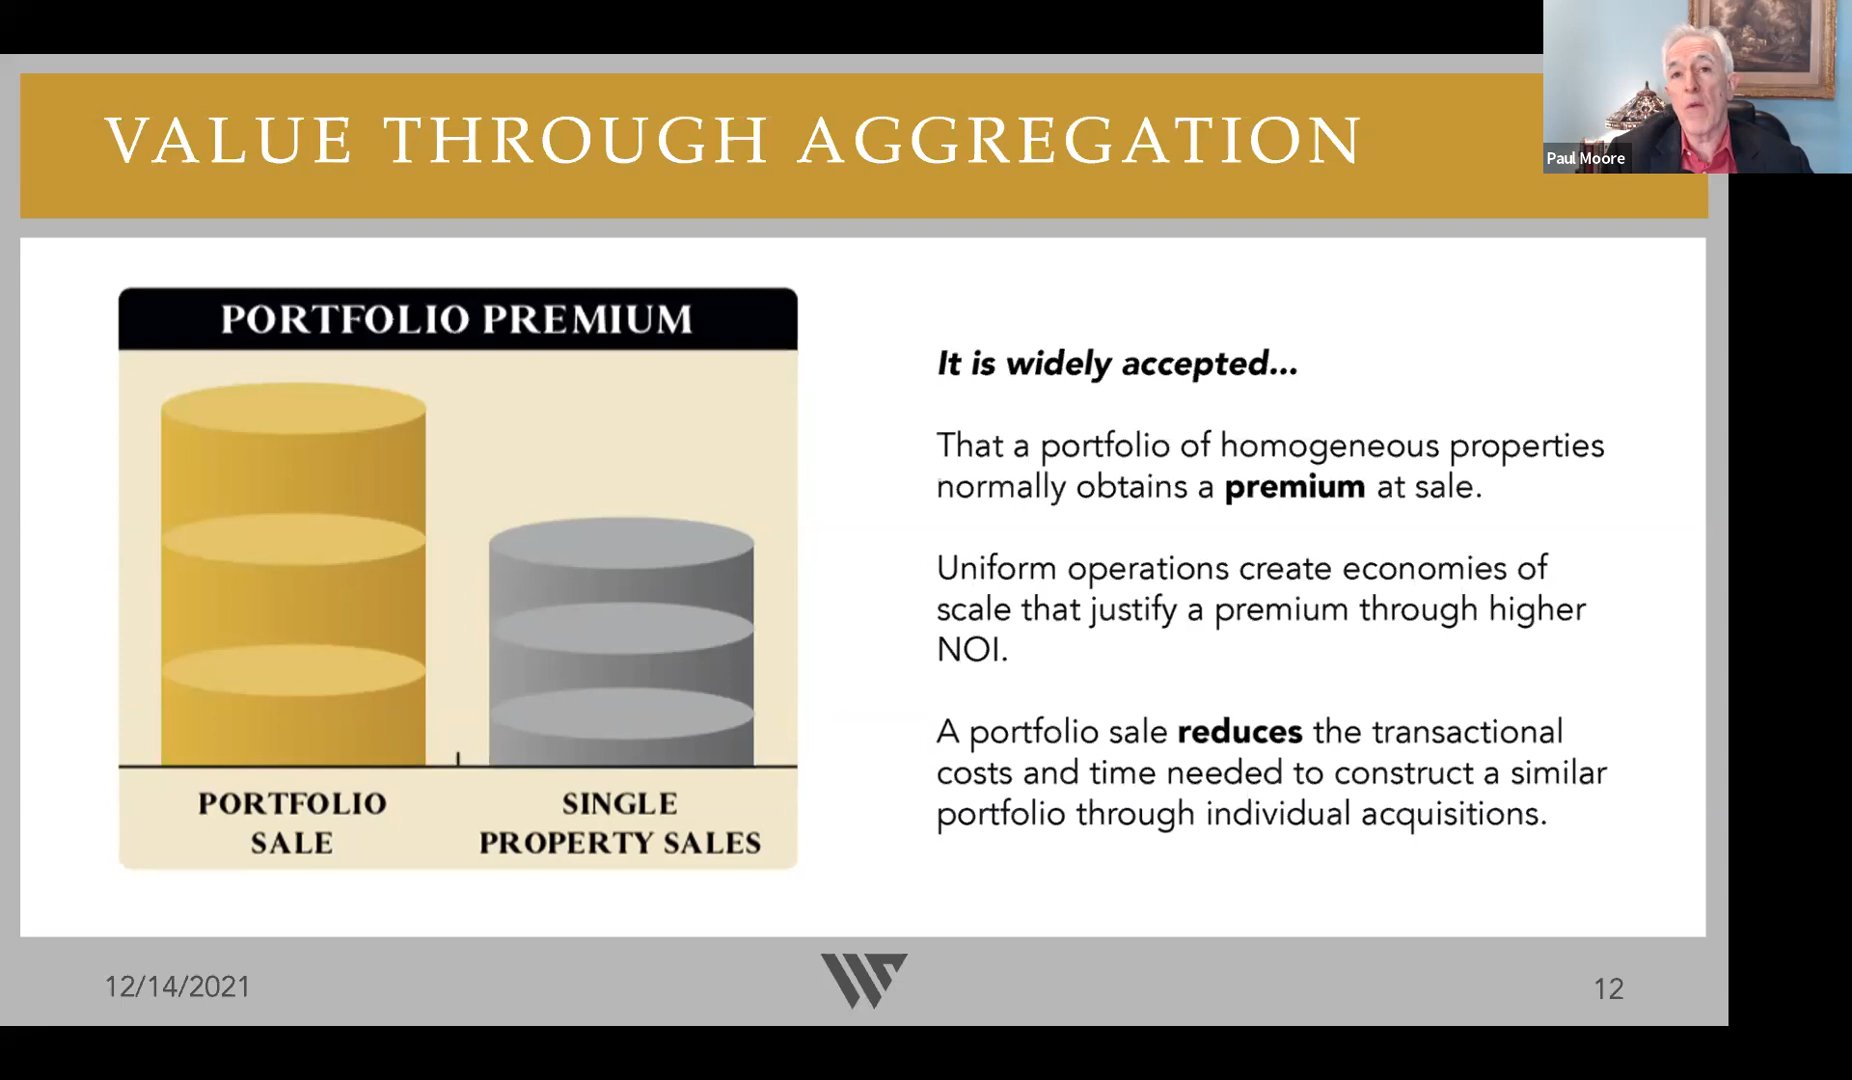 VALUE THROUGH AGGREGATION
Paul Moore
PORTFOLIO PREMIUM
PORTFOLIO
SALE
SINGLE
PROPERTY SALES
It is widely accepted...
That a portfolio of homogeneous properties
normally obtains a premium at sale.
Uniform operations create economies of
scale that justify a premium through higher
NOI.
A portfolio sale reduces the transactional
costs and time needed to construct a similar
portfolio through individual acquisitions.
12/14/2021
12